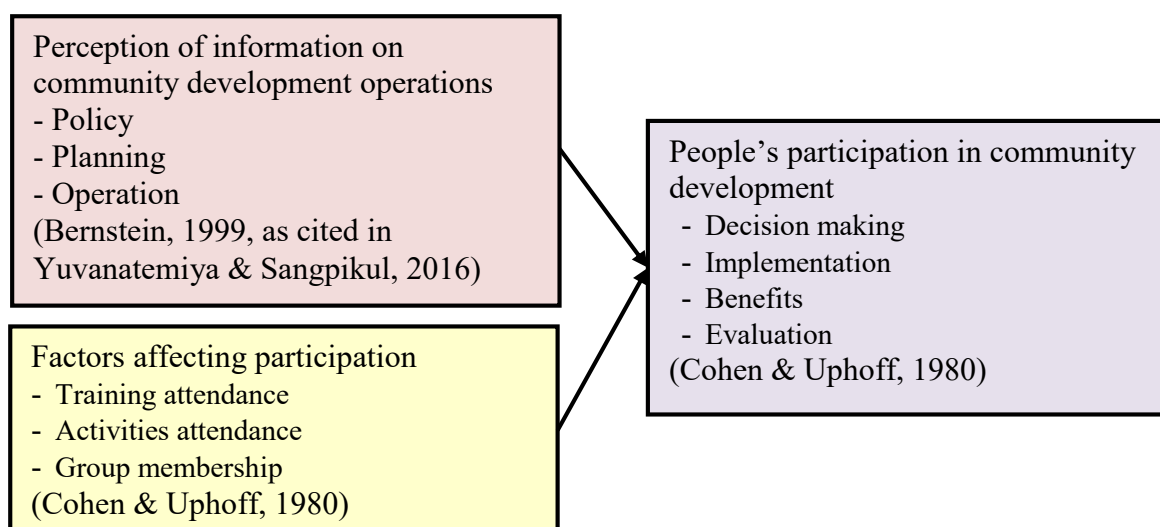 Perception of information on
community development operations
- Policy
- Planning
- Operation
(Bernstein, 1999, as cited in
Yuvanatemiya & Sangpikul, 2016)
Factors affecting participation
- Training attendance
- Activities attendance
- Group membership
(Cohen & Uphoff, 1980)
People’s participation in community
development
- Decision making
- Implementation
- Benefits
- Evaluation
(Cohen & Uphoff, 1980)